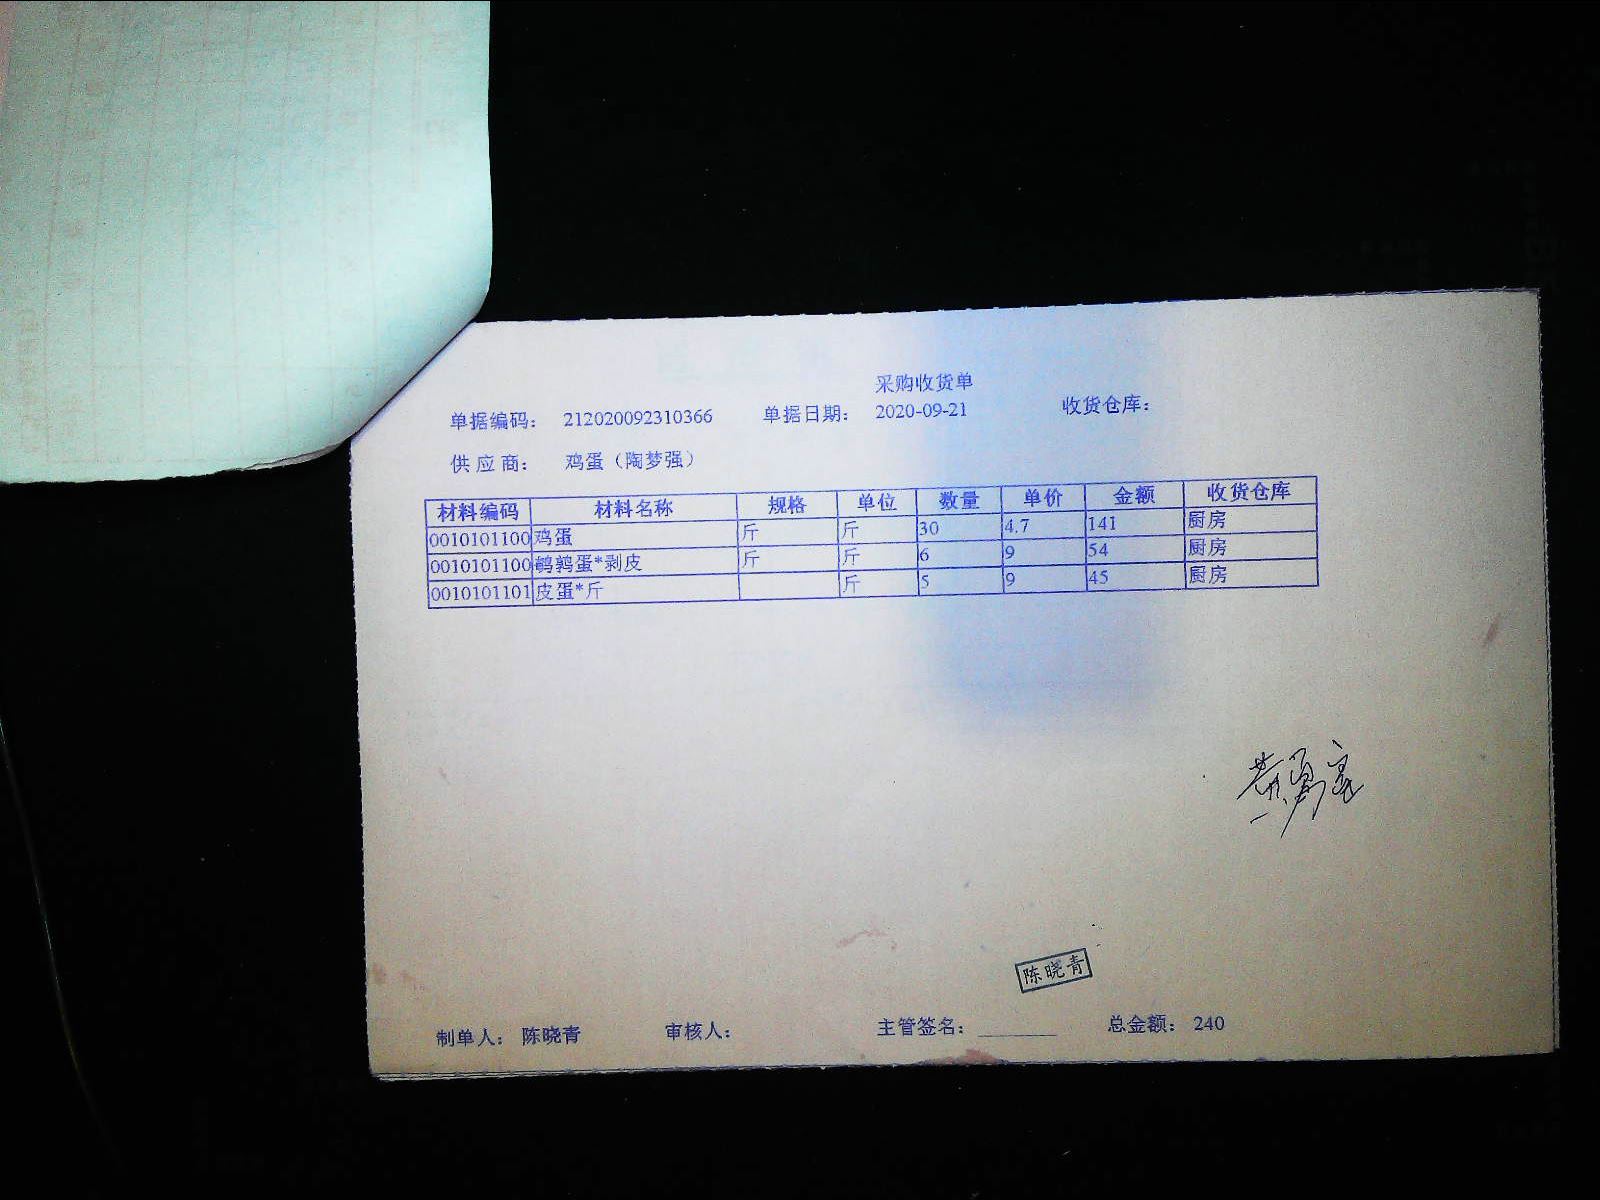 采购收货单
单据编码： 212020092310366 单据日期： 2020-09-21 收货仓库：
供 应 商： 鸡蛋（陶梦强）
材料编码 材料名称 规格 单位 数量 单价 金额 收货仓库
0010101100 鸡蛋 斤 斤 30 4.7 141 厨房
0010101100 鹌鹑蛋*剥皮 斤 斤 6 9 54 厨房
0010101101 皮蛋*斤 斤 5 9 45 厨房
陈晓青
制单人： 陈晓青 审核人： 主管签名： 总金额： 240